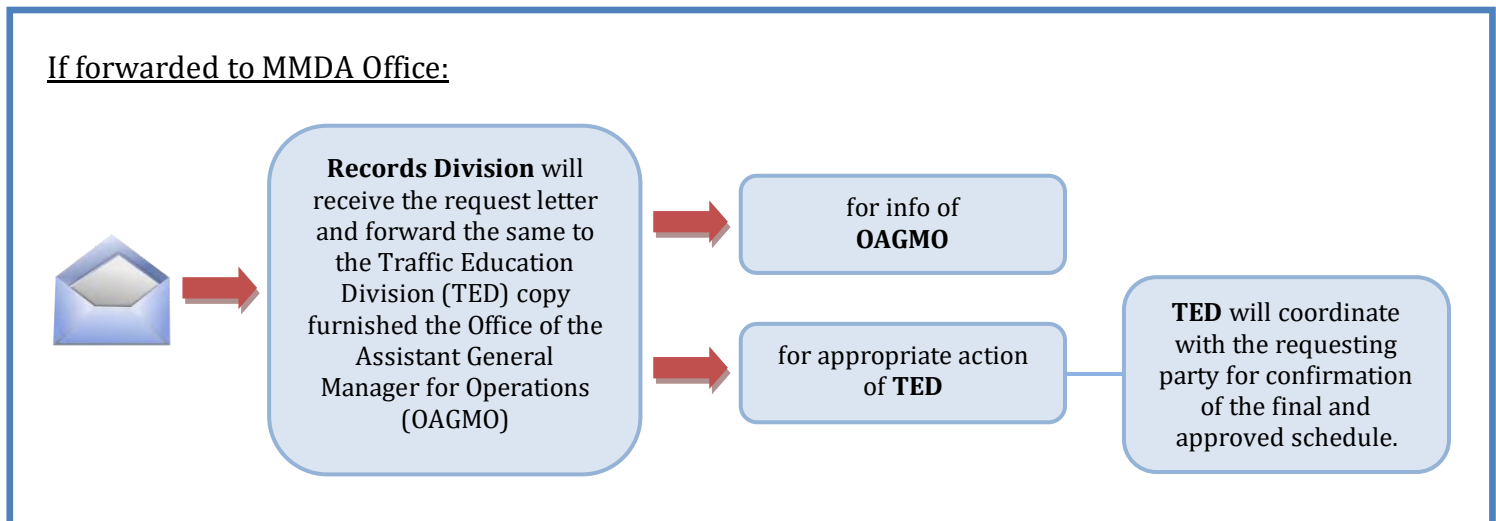 If forwarded to MMDA Office:
Records Division will
receive the request letter
and forward the same to
the Traffic Education
Division (TED) copy
furnished the Office of the
Assistant General
Manager for Operations
(OAGMO)
for info of
OAGMO
for appropriate action
of TED
TED will coordinate
with the requesting
party for confirmation
of the final and
approved schedule.